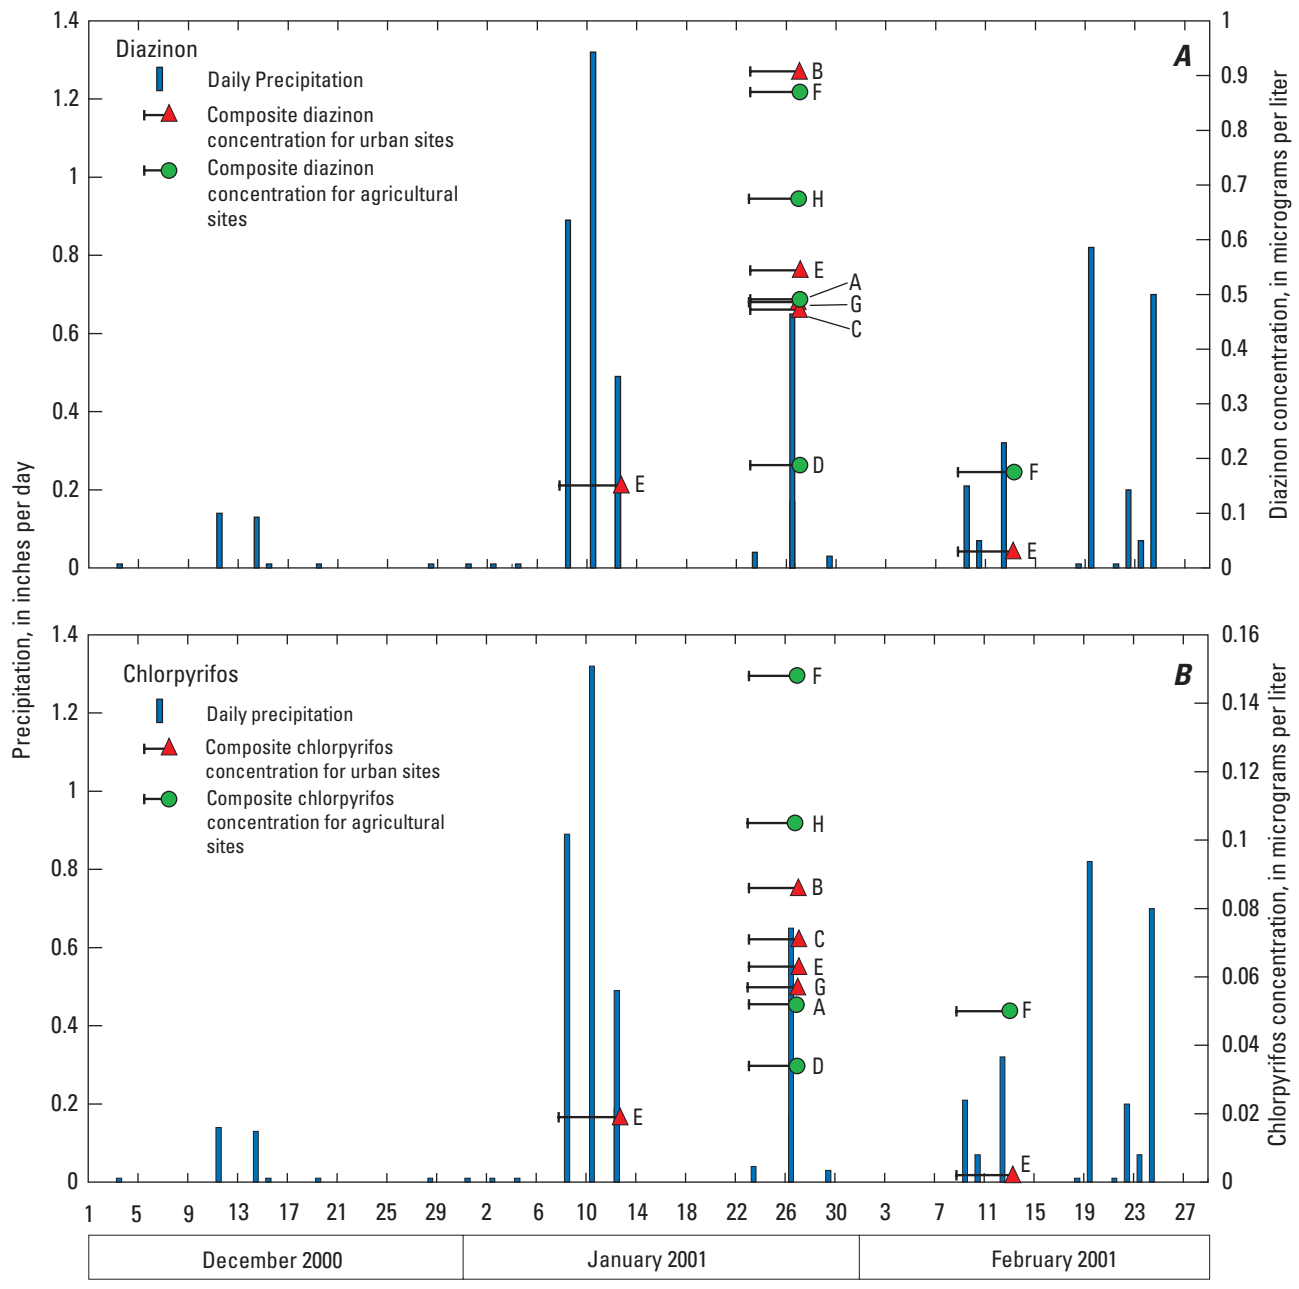 Precipitation, in inches per day
1.4
1.2
1
0.8
0.6
0.4
0.2
0
Diazinon
Daily Precipitation
Composite diazinon
concentration for urban sites
Composite diazinon
concentration for agricultural
sites
A
B
F
H
E
A
G
C
D
E
F
E
1
0.9
0.8
0.7
0.6
0.5
0.4
0.3
0.2
0.1
0
Diazinon concentration, in micrograms per liter
1.4
1.2
1
0.8
0.6
0.4
0.2
0
Chlorpyrifos
Daily precipitation
Composite chlorpyrifos
concentration for urban sites
Composite chlorpyrifos
concentration for agricultural
sites
B
F
H
B
C
E
G
A
D
E
F
E
0.16
0.14
0.12
0.1
0.08
0.06
0.04
0.02
0
Chlorpyrifos concentration, in micrograms per liter
1 5 9 13 17 21 25 29 2 6 10 14 18 22 26 30 3 7 11 15 19 23 27
December 2000 January 2001 February 2001